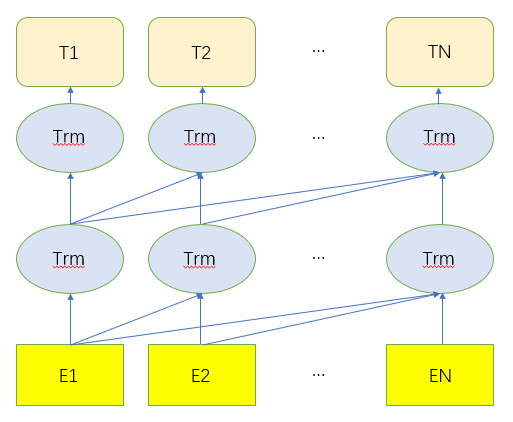 T1 T2 ... TN
Trm Trm ... Trm
Trm Trm ... Trm
E1 E2 ... EN